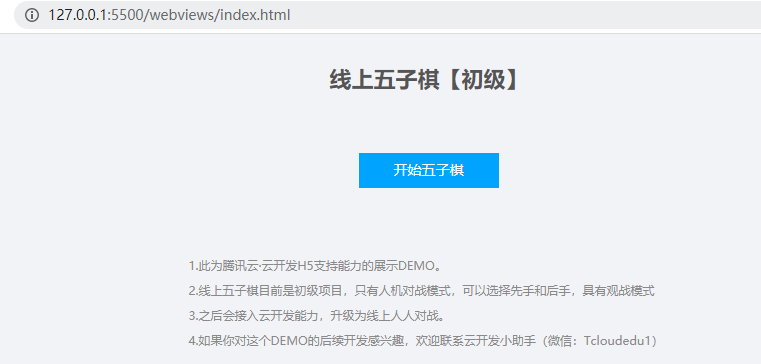 127.0.0.1:5500/webviews/index.html
线上五子棋【初级】
开始五子棋
1.此为腾讯云·云开发H5支持能力的展示DEMO。
2.线上五子棋目前是初级项目，只有人机对战模式，可以选择先手和后手，具有观战模式
3.之后会接入云开发能力，升级为线上人人对战。
4.如果你对这个DEMO的后续开发感兴趣，欢迎联系云开发小助手（微信：Tcloudedu1）